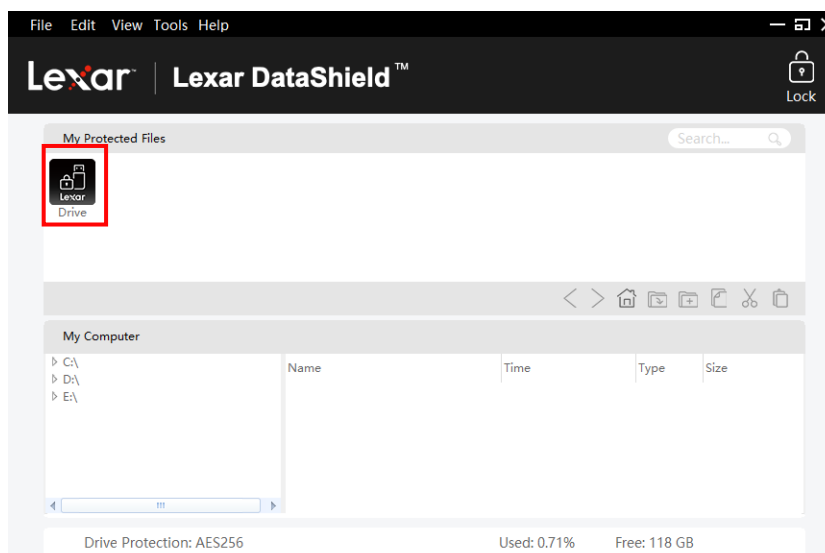 File Edit View Tools Help
Lexar™ Lexar DataShield™
Lock
My Protected Files Search...
Lexar
Drive
My Computer
C:\
D:\
E:\
Name Time Type Size
Drive Protection: AES256 Used: 0.71% Free: 118 GB